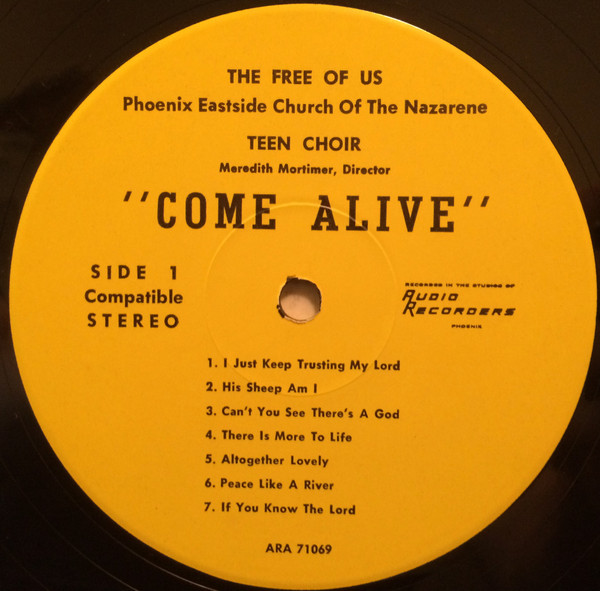 THE FREE OF US
Phoenix Eastside Church Of The Nazarene
TEEN CHOIR
Meredith Mortimer, Director
"COME ALIVE"
SIDE 1
Compatible
STEREO
RECORDED IN THE STUDIOS OF
AUDIO
RECORDERS
PHOENIX
1. I Just Keep Trusting My Lord
2. His Sheep Am I
3. Can't You See There's A God
4. There Is More To Life
5. Altogether Lovely
6. Peace Like A River
7. If You Know The Lord
ARA 71069